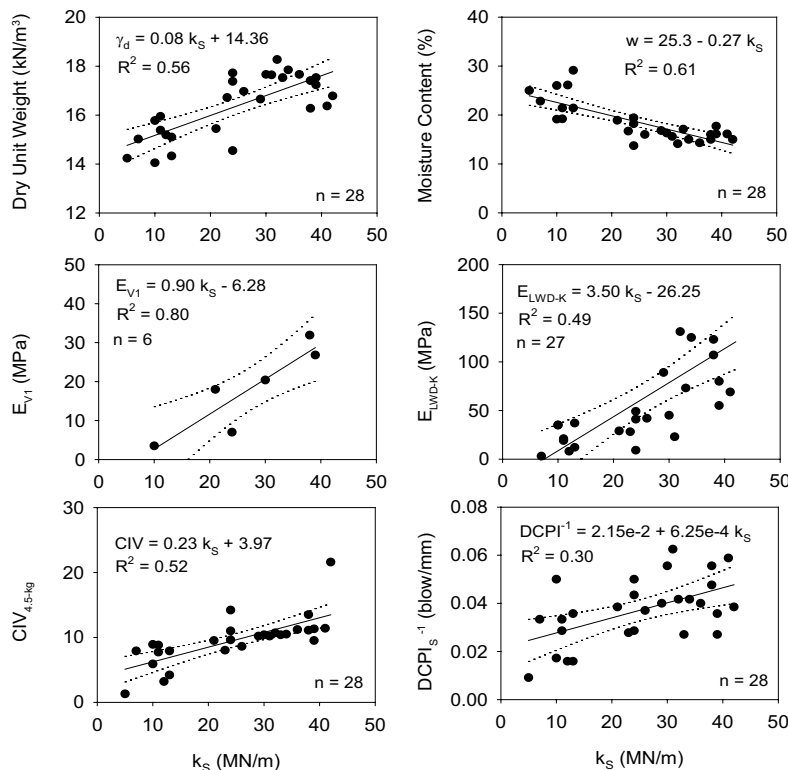 Dry Unit Weight (kN/m³)
20
18
16
14
12
γd = 0.08 kS + 14.36
R² = 0.56
n = 28
0 10 20 30 40 50
Moisture Content (%)
40
30
20
10
0
w = 25.3 - 0.27 kS
R² = 0.61
n = 28
0 10 20 30 40 50
EV1 (MPa)
50
40
30
20
10
0
EV1 = 0.90 kS - 6.28
R² = 0.80
n = 6
0 10 20 30 40 50
ELWD-K (MPa)
200
150
100
50
0
ELWD-K = 3.50 kS - 26.25
R² = 0.49
n = 27
0 10 20 30 40 50
CIV4.5-kg
30
20
10
0
CIV = 0.23 kS + 3.97
R² = 0.52
n = 28
0 10 20 30 40 50
kS (MN/m)
DCPIS⁻¹ (blow/mm)
0.08
0.06
0.04
0.02
0.00
DCPI⁻¹ = 2.15e-2 + 6.25e-4 kS
R² = 0.30
n = 28
0 10 20 30 40 50
kS (MN/m)